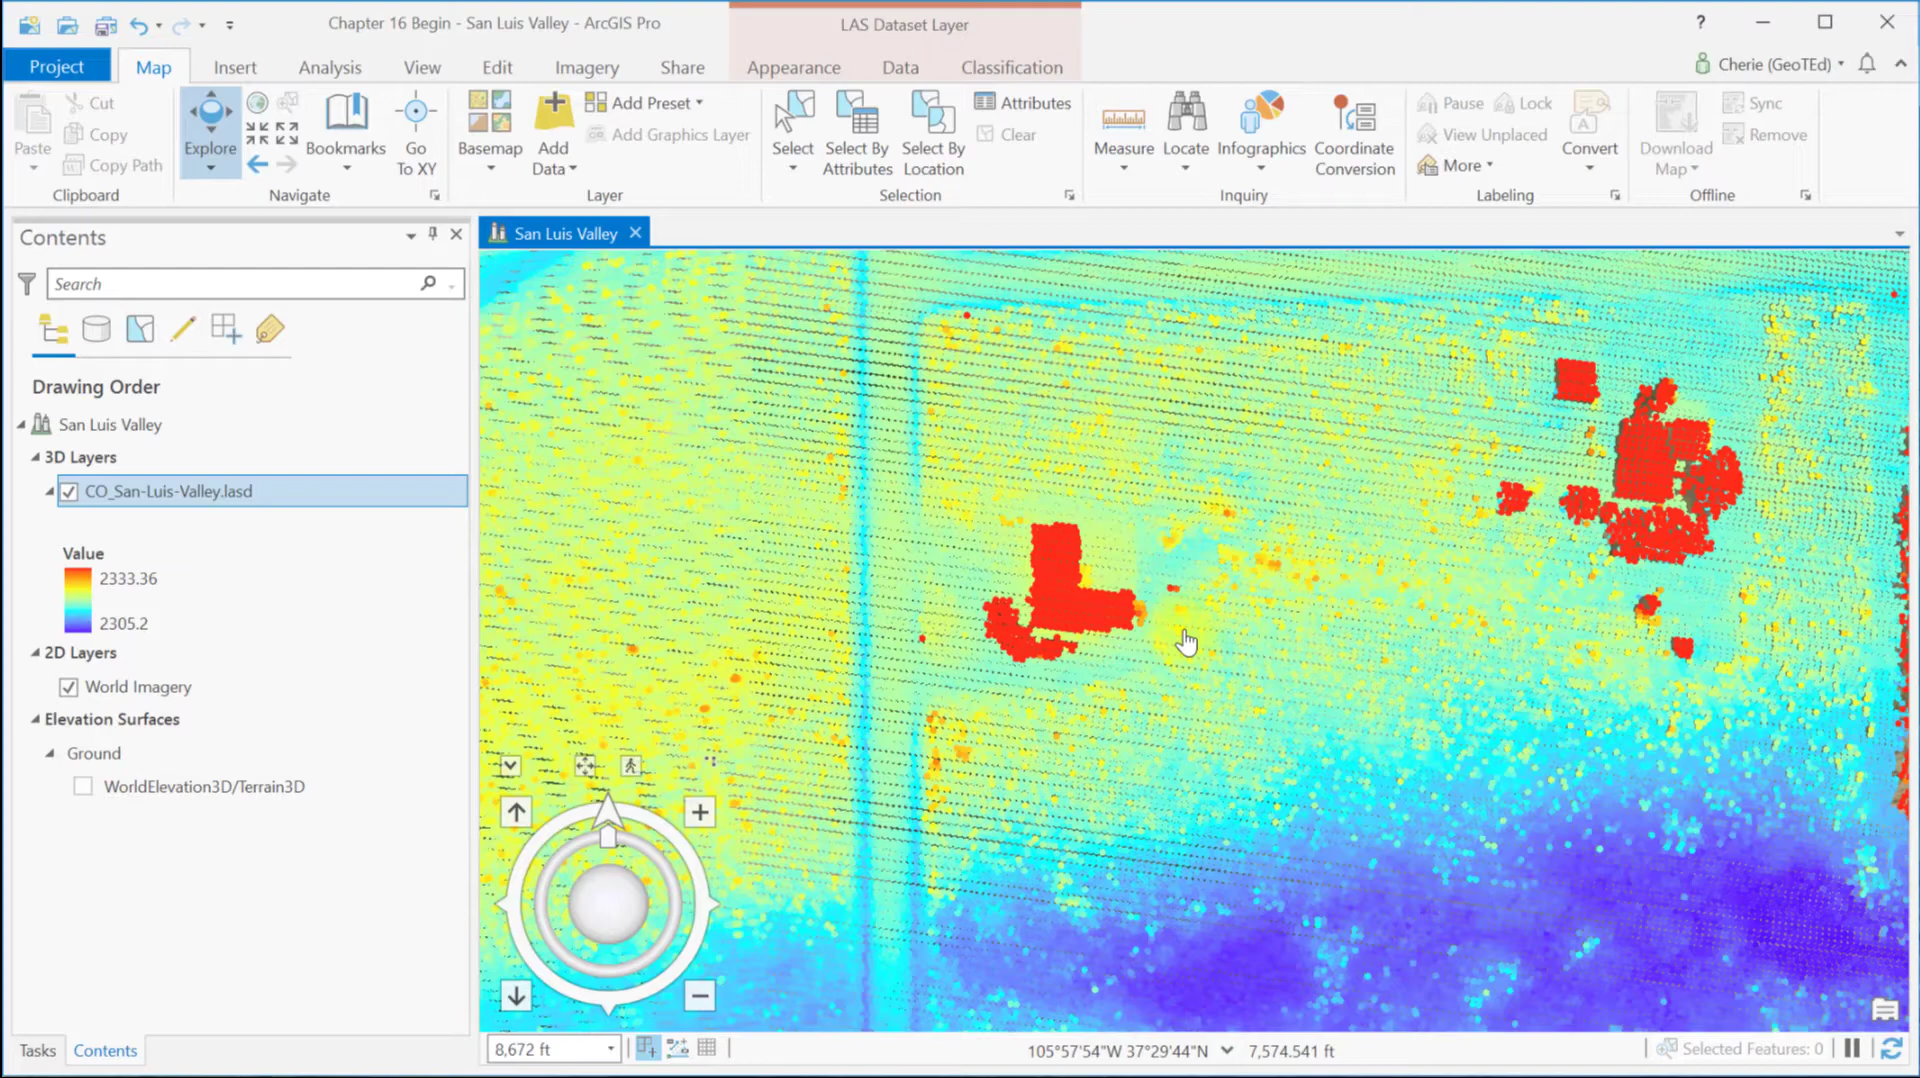 Chapter 16 Begin - San Luis Valley - ArcGIS Pro
LAS Dataset Layer
?
Project
Map
Insert
Analysis
View
Edit
Imagery
Share
Appearance
Data
Classification
Cherie (GeoTEd)
Paste
Cut
Copy
Copy Path
Clipboard
Explore
Bookmarks
Go To XY
Navigate
Basemap
Add Data
Add Preset
Add Graphics Layer
Layer
Select
Select By Attributes
Select By Location
Attributes
Clear
Selection
Measure
Locate
Infographics
Coordinate Conversion
Inquiry
Pause
Lock
View Unplaced
More
Convert
Labeling
Download Map
Sync
Remove
Offline
Contents
Search
Drawing Order
San Luis Valley
3D Layers
CO_San-Luis-Valley.lasd
Value
2333.36
2305.2
2D Layers
World Imagery
Elevation Surfaces
Ground
WorldElevation3D/Terrain3D
Tasks
Contents
San Luis Valley
8,672 ft
105°57'54"W 37°29'44"N
7,574.541 ft
Selected Features: 0